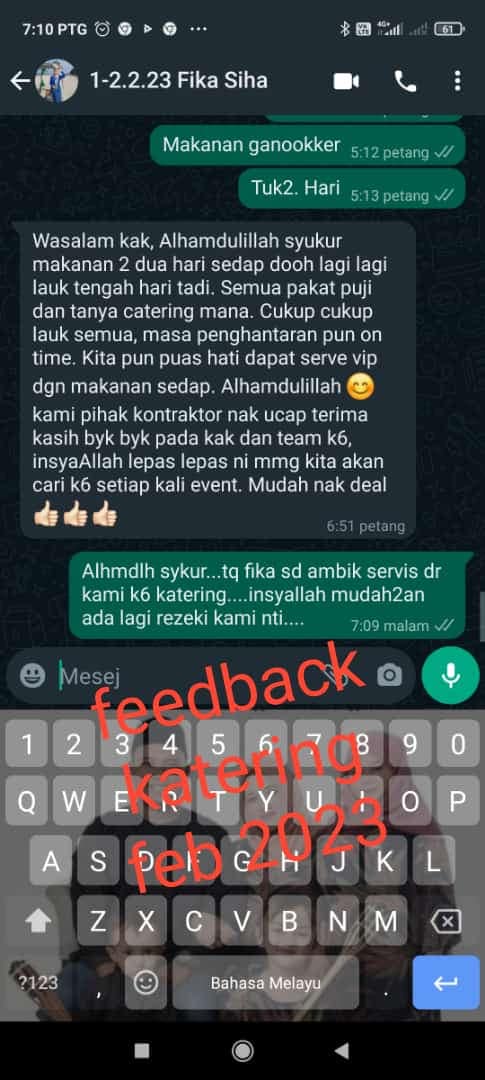 7:10 PTG
4G+
61
1-2.2.23 Fika Siha
petang
Makanan ganookker
5:12 petang
Tuk2. Hari
5:13 petang
Wasalam kak, Alhamdulillah syukur
makanan 2 dua hari sedap dooh lagi lagi
lauk tengah hari tadi. Semua pakat puji
dan tanya catering mana. Cukup cukup
lauk semua, masa penghantaran pun on
time. Kita pun puas hati dapat serve vip
dgn makanan sedap. Alhamdulillah 😊
kami pihak kontraktor nak ucap terima
kasih byk byk pada kak dan team k6,
insyaAllah lepas lepas ni mmg kita akan
cari k6 setiap kali event. Mudah nak deal
👍🏻👍🏻👍🏻
6:51 petang
Alhmdlh sykur...tq fika sd ambik servis dr
kami k6 katering....insyallah mudah2an
ada lagi rezeki kami nti....
7:09 malam
Mesej
feedback
katering
feb 2023
1 2 3 4 5 6 7 8 9 0
Q W E R T Y U I O P
A S D F G H J K L
Z X C V B N M
?123 , Bahasa Melayu .